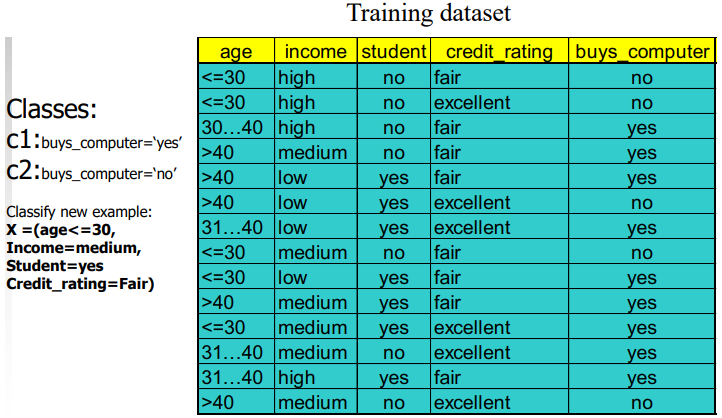 Training dataset
Classes:
c1:buys_computer='yes'
c2:buys_computer='no'
Classify new example:
X =(age<=30,
Income=medium,
Student=yes
Credit_rating=Fair)
age income student credit_rating buys_computer
<=30 high no fair no
<=30 high no excellent no
30…40 high no fair yes
>40 medium no fair yes
>40 low yes fair yes
>40 low yes excellent no
31…40 low yes excellent yes
<=30 medium no fair no
<=30 low yes fair yes
>40 medium yes fair yes
<=30 medium yes excellent yes
31…40 medium no excellent yes
31…40 high yes fair yes
>40 medium no excellent no